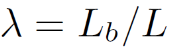 λ = L_b/L